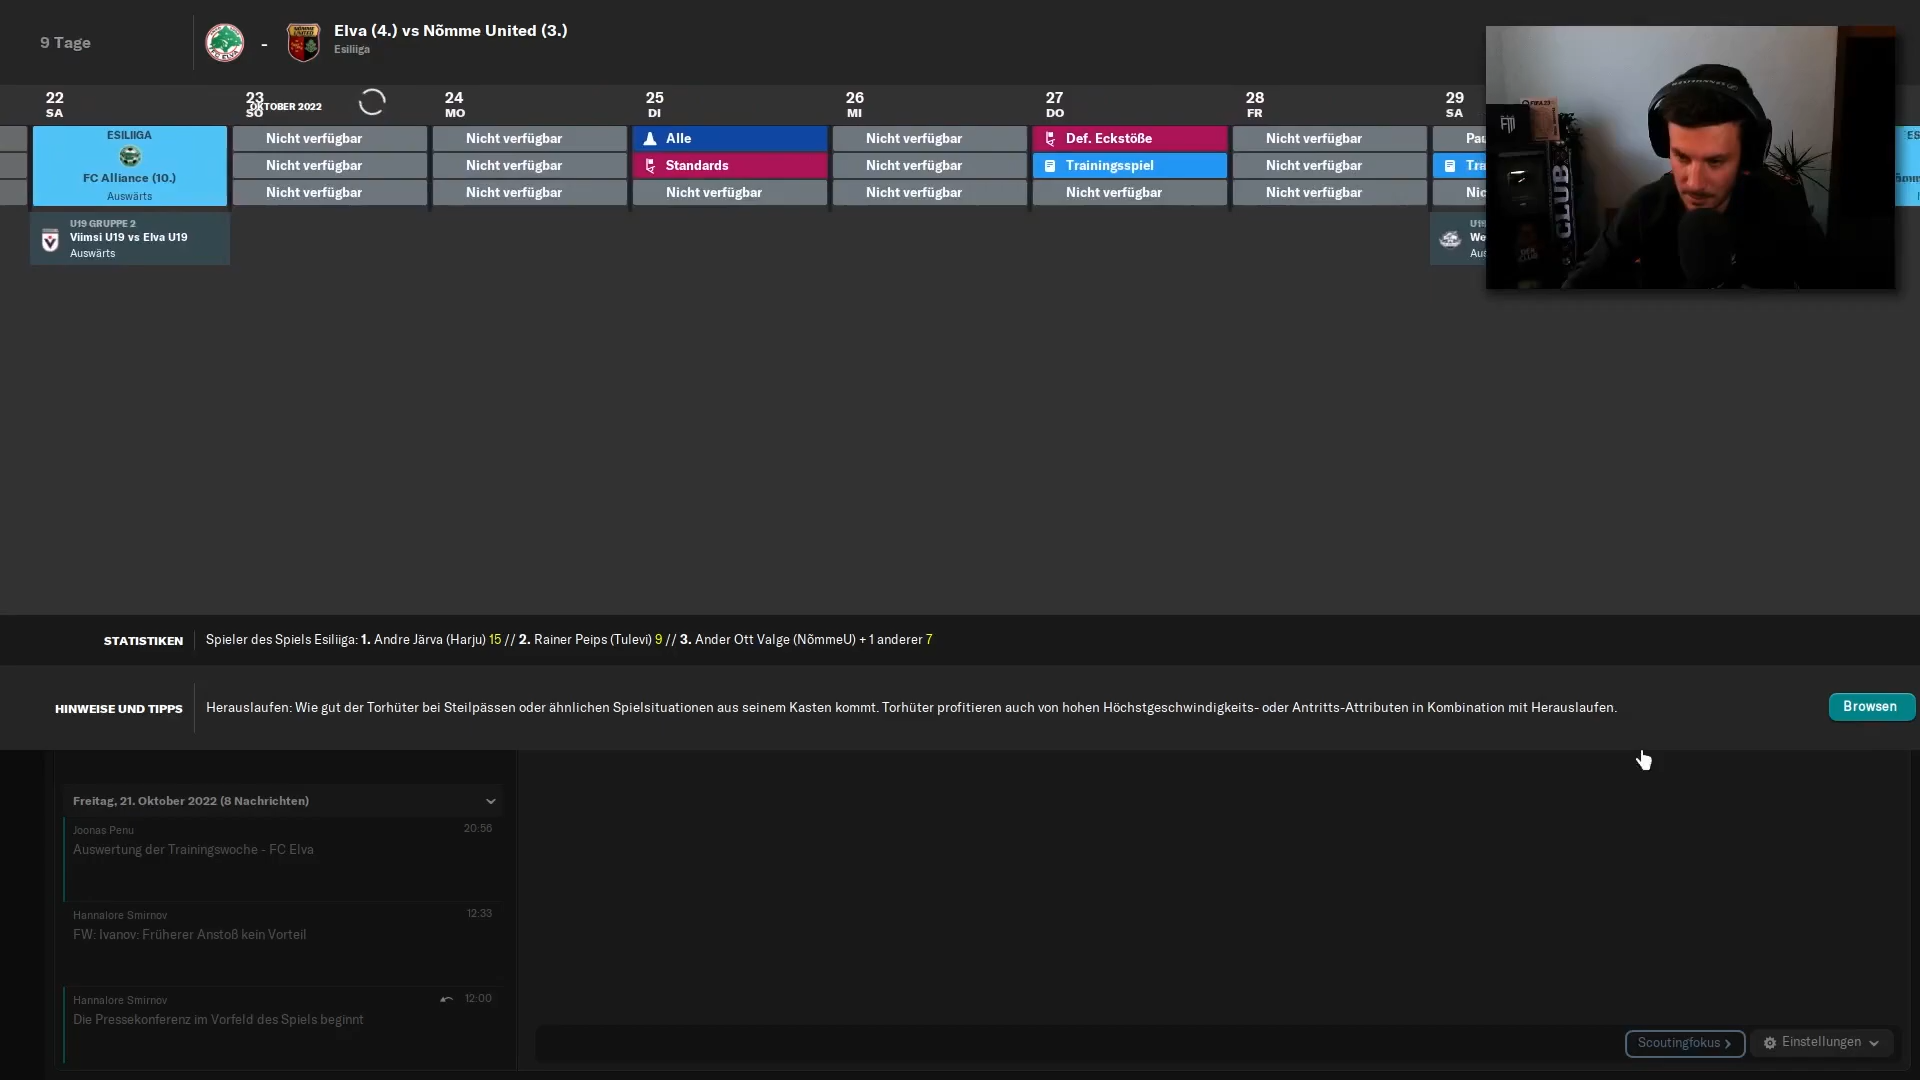 9 Tage
-
Elva (4.) vs Nõmme United (3.)
Esiliiga
22
SA
23
SO
OKTOBER 2022
24
MO
25
DI
26
MI
27
DO
28
FR
29
SA
ESILIIGA
FC Alliance (10.)
Auswärts
Nicht verfügbar
Nicht verfügbar
Nicht verfügbar
Nicht verfügbar
Nicht verfügbar
Nicht verfügbar
Alle
Standards
Nicht verfügbar
Nicht verfügbar
Nicht verfügbar
Nicht verfügbar
Def. Eckstöße
Trainingsspiel
Nicht verfügbar
Nicht verfügbar
Nicht verfügbar
Nicht verfügbar
Pau
Tra
Nic
ES
U19 GRUPPE 2
Viimsi U19 vs Elva U19
Auswärts
U19
We
Aus
CLUB
STATISTIKEN
Spieler des Spiels Esiliiga: 1. Andre Järva (Harju) 15 // 2. Rainer Peips (Tulevi) 9 // 3. Ander Ott Valge (NõmmeU) + 1 anderer 7
HINWEISE UND TIPPS
Herauslaufen: Wie gut der Torhüter bei Steilpässen oder ähnlichen Spielsituationen aus seinem Kasten kommt. Torhüter profitieren auch von hohen Höchstgeschwindigkeits- oder Antritts-Attributen in Kombination mit Herauslaufen.
Browsen
Freitag, 21. Oktober 2022 (8 Nachrichten)
Joonas Penu
20:56
Auswertung der Trainingswoche - FC Elva
Hannalore Smirnov
12:33
FW: Ivanov: Früherer Anstoß kein Vorteil
Hannalore Smirnov
12:00
Die Pressekonferenz im Vorfeld des Spiels beginnt
Scoutingfokus
Einstellungen